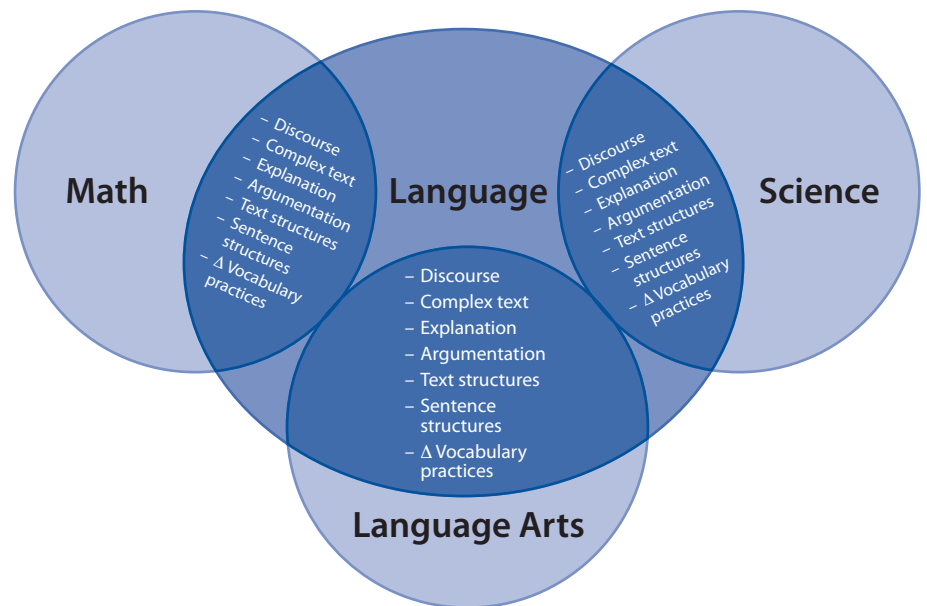 Math
– Discourse
– Complex text
– Explanation
– Argumentation
– Text structures
– Sentence
structures
– Δ Vocabulary
practices
Language
– Discourse
– Complex text
– Explanation
– Argumentation
– Text structures
– Sentence
structures
– Δ Vocabulary
practices
Science
– Discourse
– Complex text
– Explanation
– Argumentation
– Text structures
– Sentence
structures
– Δ Vocabulary
practices
Language Arts